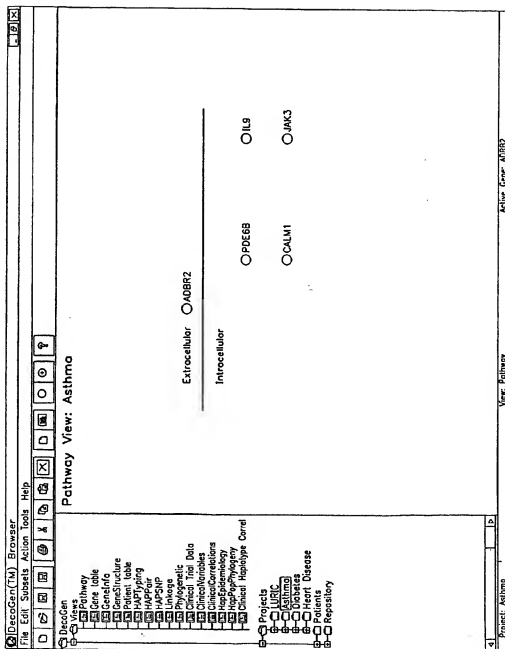 DecoGen(TM) Browser
File Edit Subsets Action Tools Help
DecoGen
Views
Pathway
Gene table
GeneInfo
GeneStructure
Patient table
HAPTyping
HAPPair
HAPSNP
Linkage
Phylogenetic
Clinical Trial Data
ClinicalVariables
ClinicalCorrelations
HapEpidemiology
HapPopPhylogeny
Clinical Haplotype Correl
Projects
LURIC
Asthma
Diabetes
Heart Disease
Patients
Repository
Pathway View: Asthma
Extracellular
ADBR2
Intracellular
PDE6B
IL9
CALM1
JAK3
Project: Asthma
View: Pathway
Active Gene: ADRB2